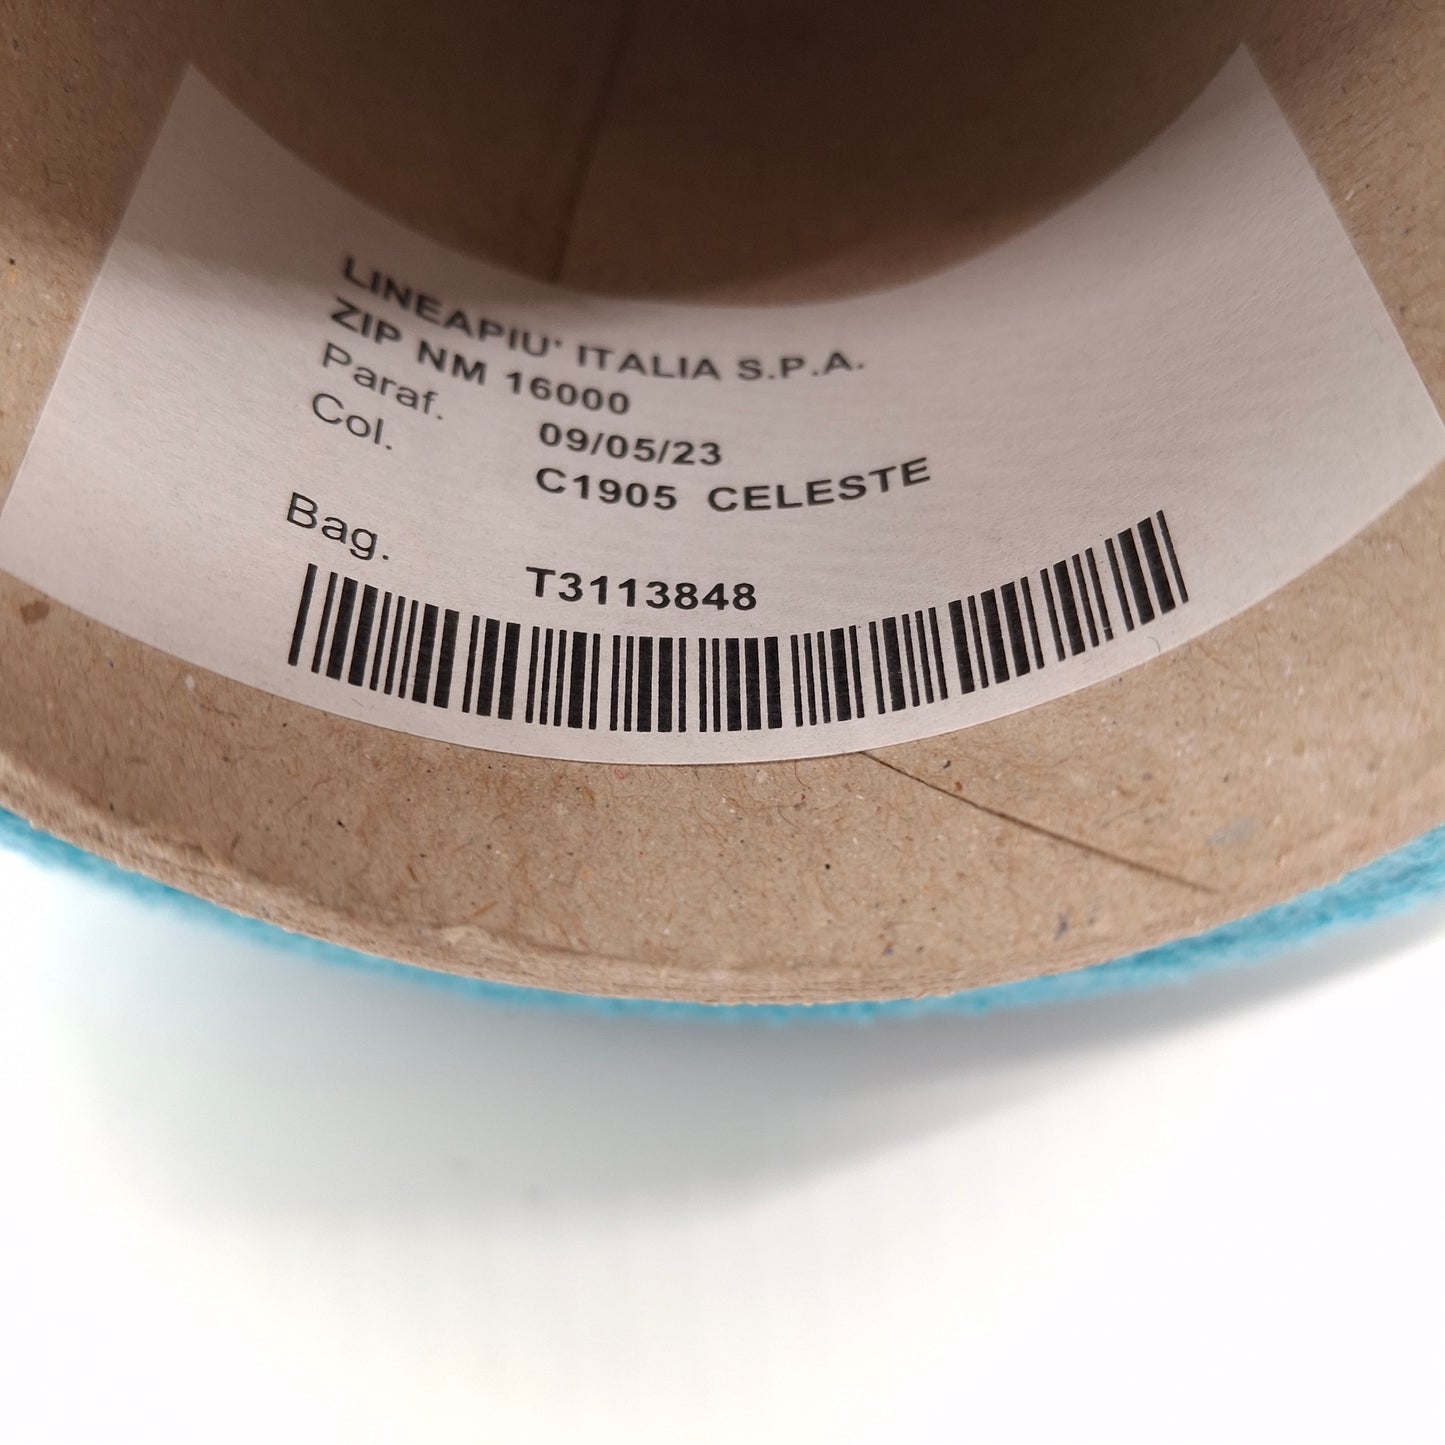 LINEAPIU' ITALIA S.P.A.
ZIP NM 16000
Paraf. 09/05/23
Col. C1905 CELESTE
Bag. T3113848